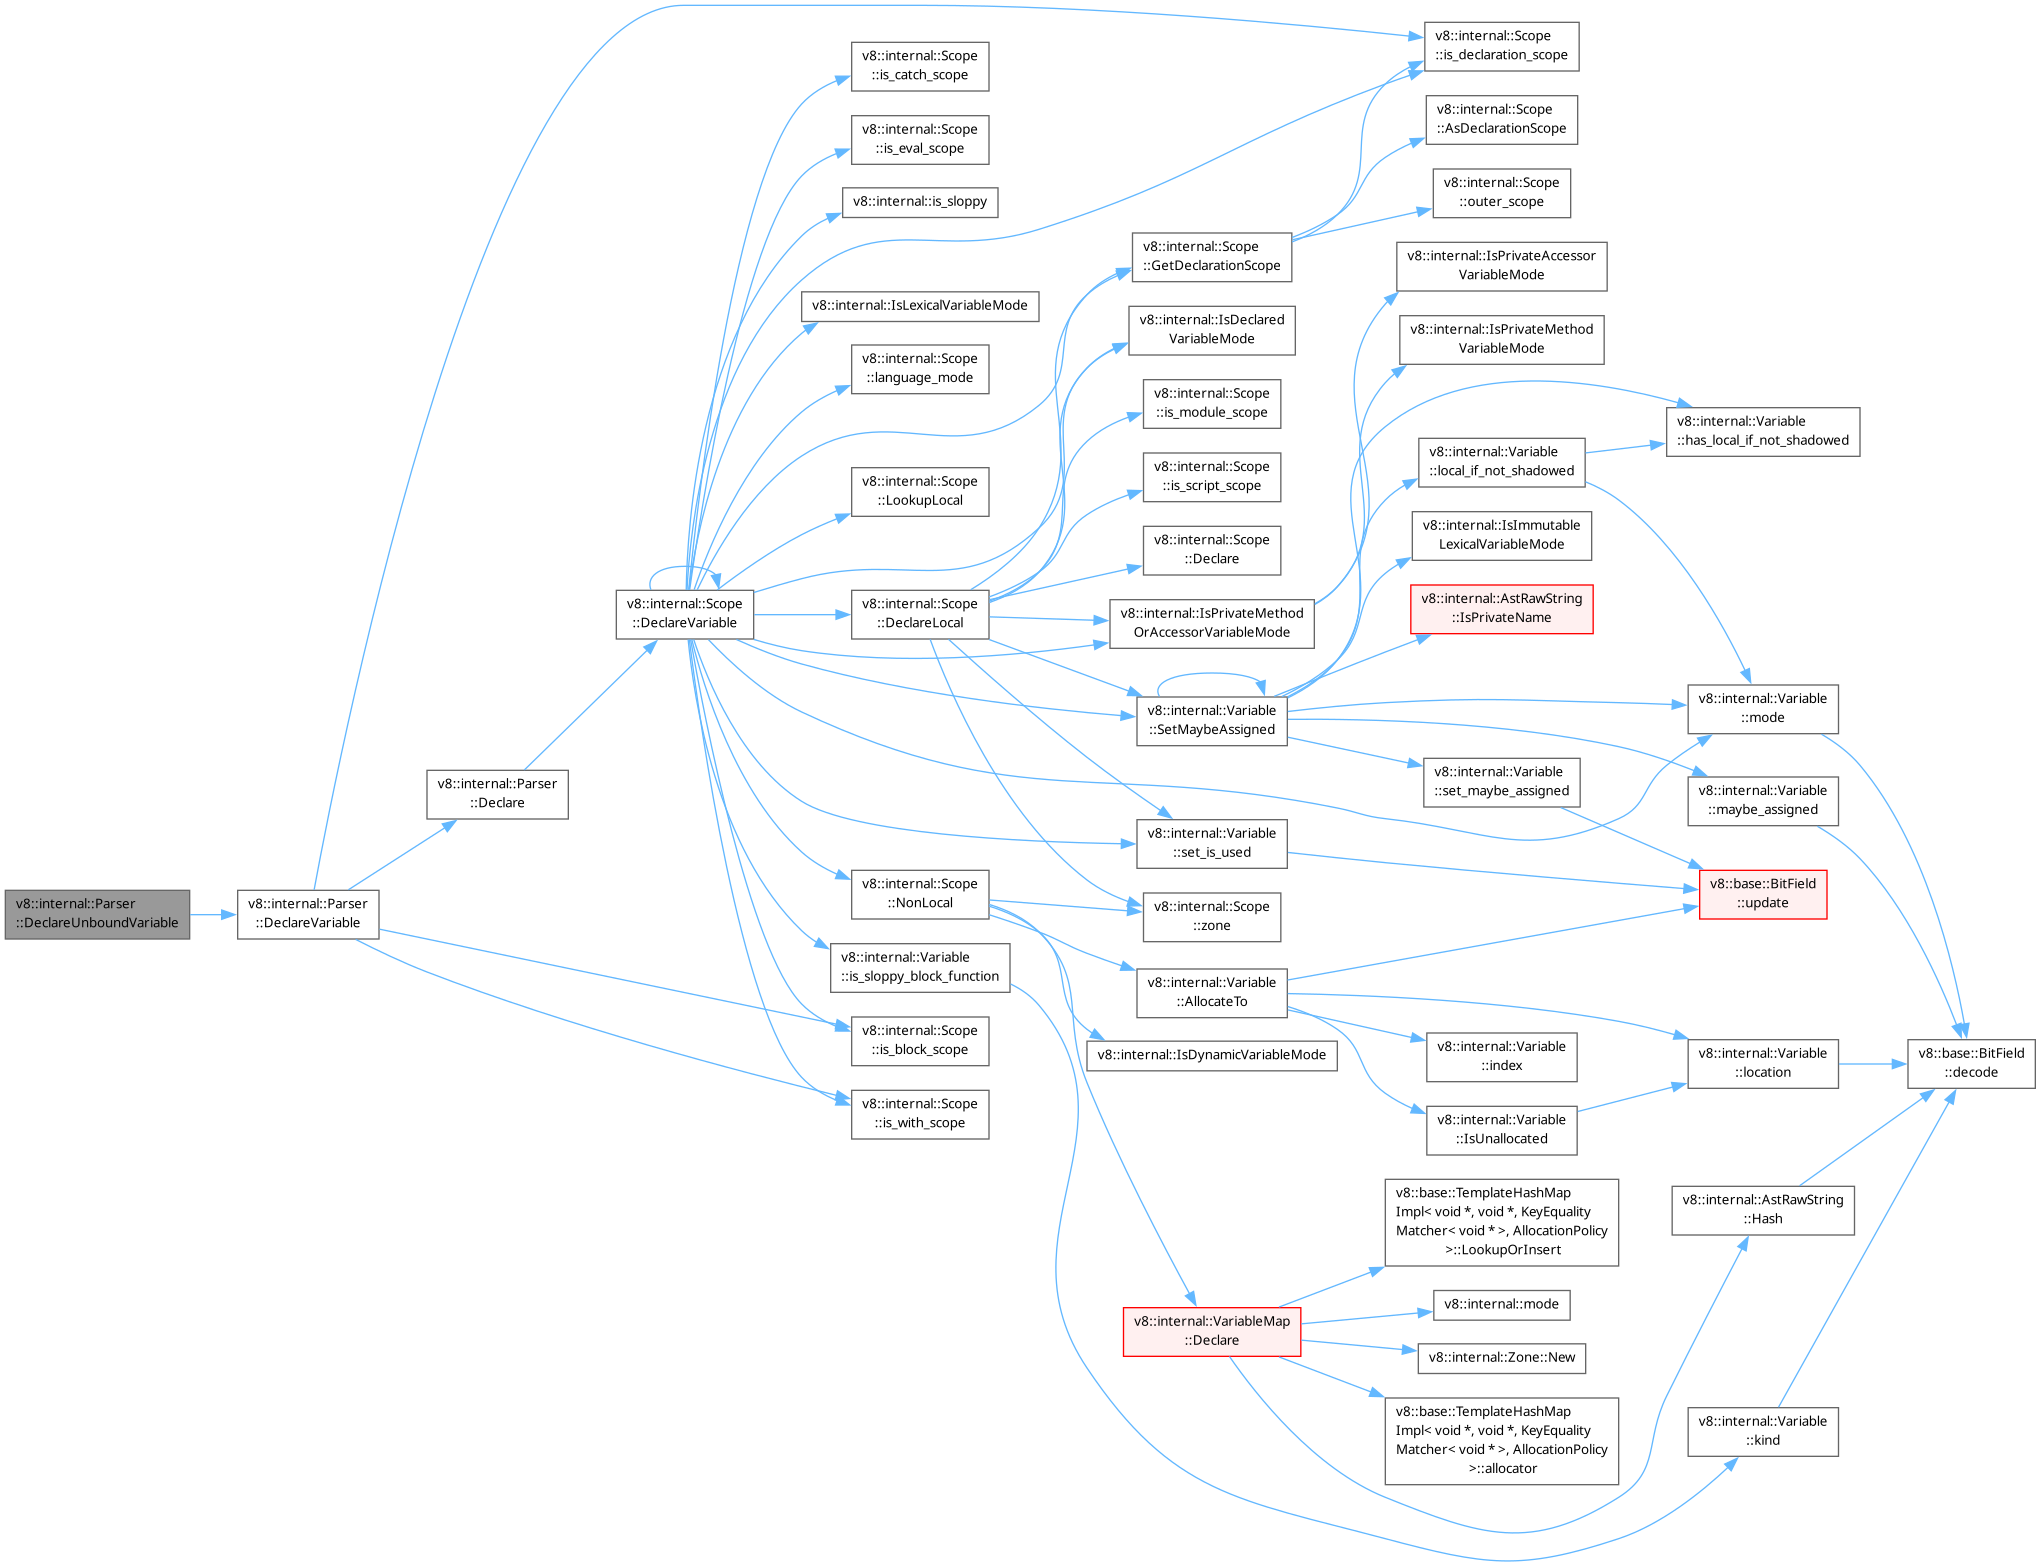 v8::internal::Parser
::DeclareUnboundVariable
v8::internal::Parser
::DeclareVariable
v8::internal::Parser
::Declare
v8::internal::Scope
::DeclareVariable
v8::internal::Scope
::is_catch_scope
v8::internal::Scope
::is_eval_scope
v8::internal::is_sloppy
v8::internal::IsLexicalVariableMode
v8::internal::Scope
::language_mode
v8::internal::Scope
::LookupLocal
v8::internal::Scope
::DeclareLocal
v8::internal::Scope
::NonLocal
v8::internal::Variable
::is_sloppy_block_function
v8::internal::Scope
::is_block_scope
v8::internal::Scope
::is_with_scope
v8::internal::Scope
::GetDeclarationScope
v8::internal::IsDeclared
VariableMode
v8::internal::Scope
::is_module_scope
v8::internal::Scope
::is_script_scope
v8::internal::Scope
::Declare
v8::internal::IsPrivateMethod
OrAccessorVariableMode
v8::internal::Variable
::SetMaybeAssigned
v8::internal::Variable
::set_is_used
v8::internal::Scope
::zone
v8::internal::Variable
::AllocateTo
v8::internal::IsDynamicVariableMode
v8::internal::VariableMap
::Declare
v8::internal::Scope
::is_declaration_scope
v8::internal::Scope
::AsDeclarationScope
v8::internal::Scope
::outer_scope
v8::internal::IsPrivateAccessor
VariableMode
v8::internal::IsPrivateMethod
VariableMode
v8::internal::Variable
::local_if_not_shadowed
v8::internal::IsImmutable
LexicalVariableMode
v8::internal::AstRawString
::IsPrivateName
v8::internal::Variable
::set_maybe_assigned
v8::internal::Variable
::index
v8::internal::Variable
::IsUnallocated
v8::base::TemplateHashMap
Impl< void *, void *, KeyEquality
Matcher< void * >, AllocationPolicy
>::LookupOrInsert
v8::internal::mode
v8::internal::Zone::New
v8::base::TemplateHashMap
Impl< void *, void *, KeyEquality
Matcher< void * >, AllocationPolicy
>::allocator
v8::internal::Variable
::has_local_if_not_shadowed
v8::internal::Variable
::mode
v8::internal::Variable
::maybe_assigned
v8::base::BitField
::update
v8::internal::Variable
::location
v8::internal::AstRawString
::Hash
v8::internal::Variable
::kind
v8::base::BitField
::decode